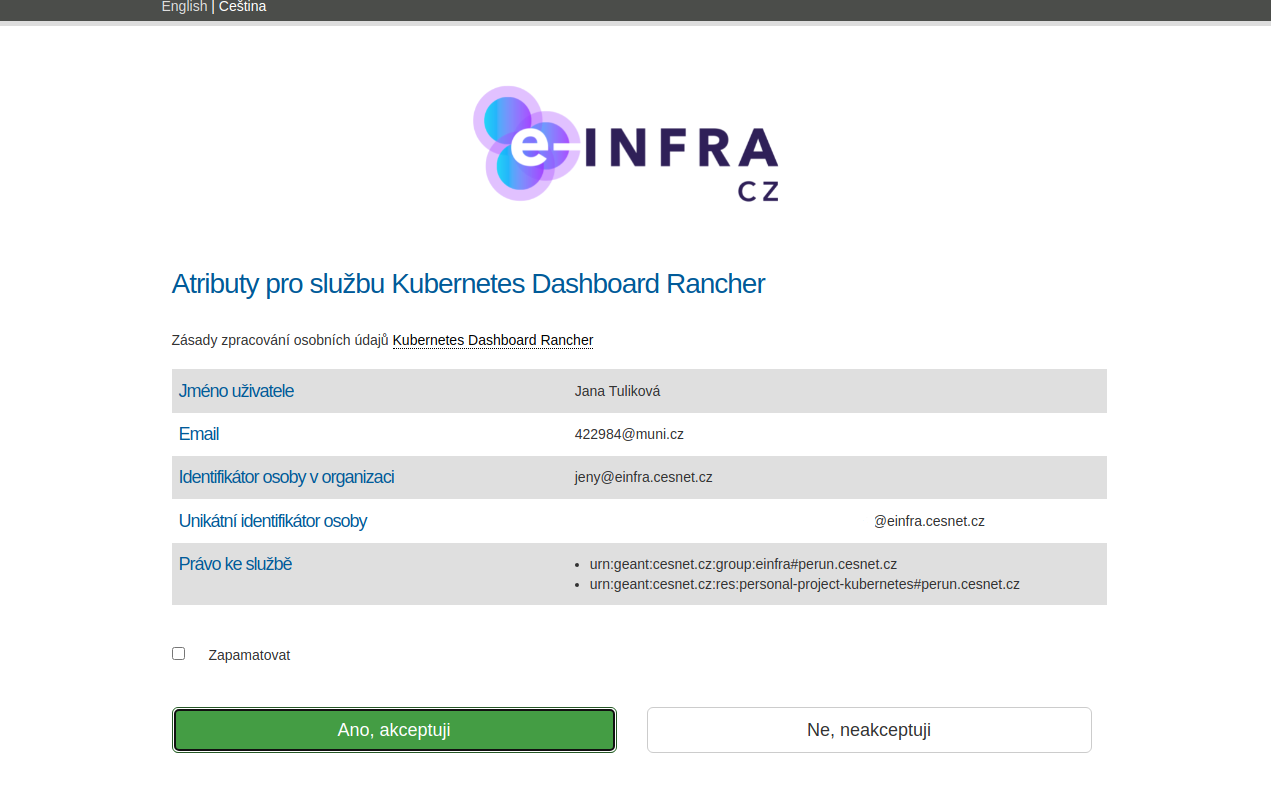 English | Čeština
e-INFRA
CZ
Atributy pro službu Kubernetes Dashboard Rancher
Zásady zpracování osobních údajů Kubernetes Dashboard Rancher
Jméno uživatele Jana Tuliková
Email 422984@muni.cz
Identifikátor osoby v organizaci jeny@einfra.cesnet.cz
Unikátní identifikátor osoby @einfra.cesnet.cz
Právo ke službě • urn:geant:cesnet.cz:group:einfra#perun.cesnet.cz
• urn:geant:cesnet.cz:res:personal-project-kubernetes#perun.cesnet.cz
Zapamatovat
Ano, akceptuji Ne, neakceptuji